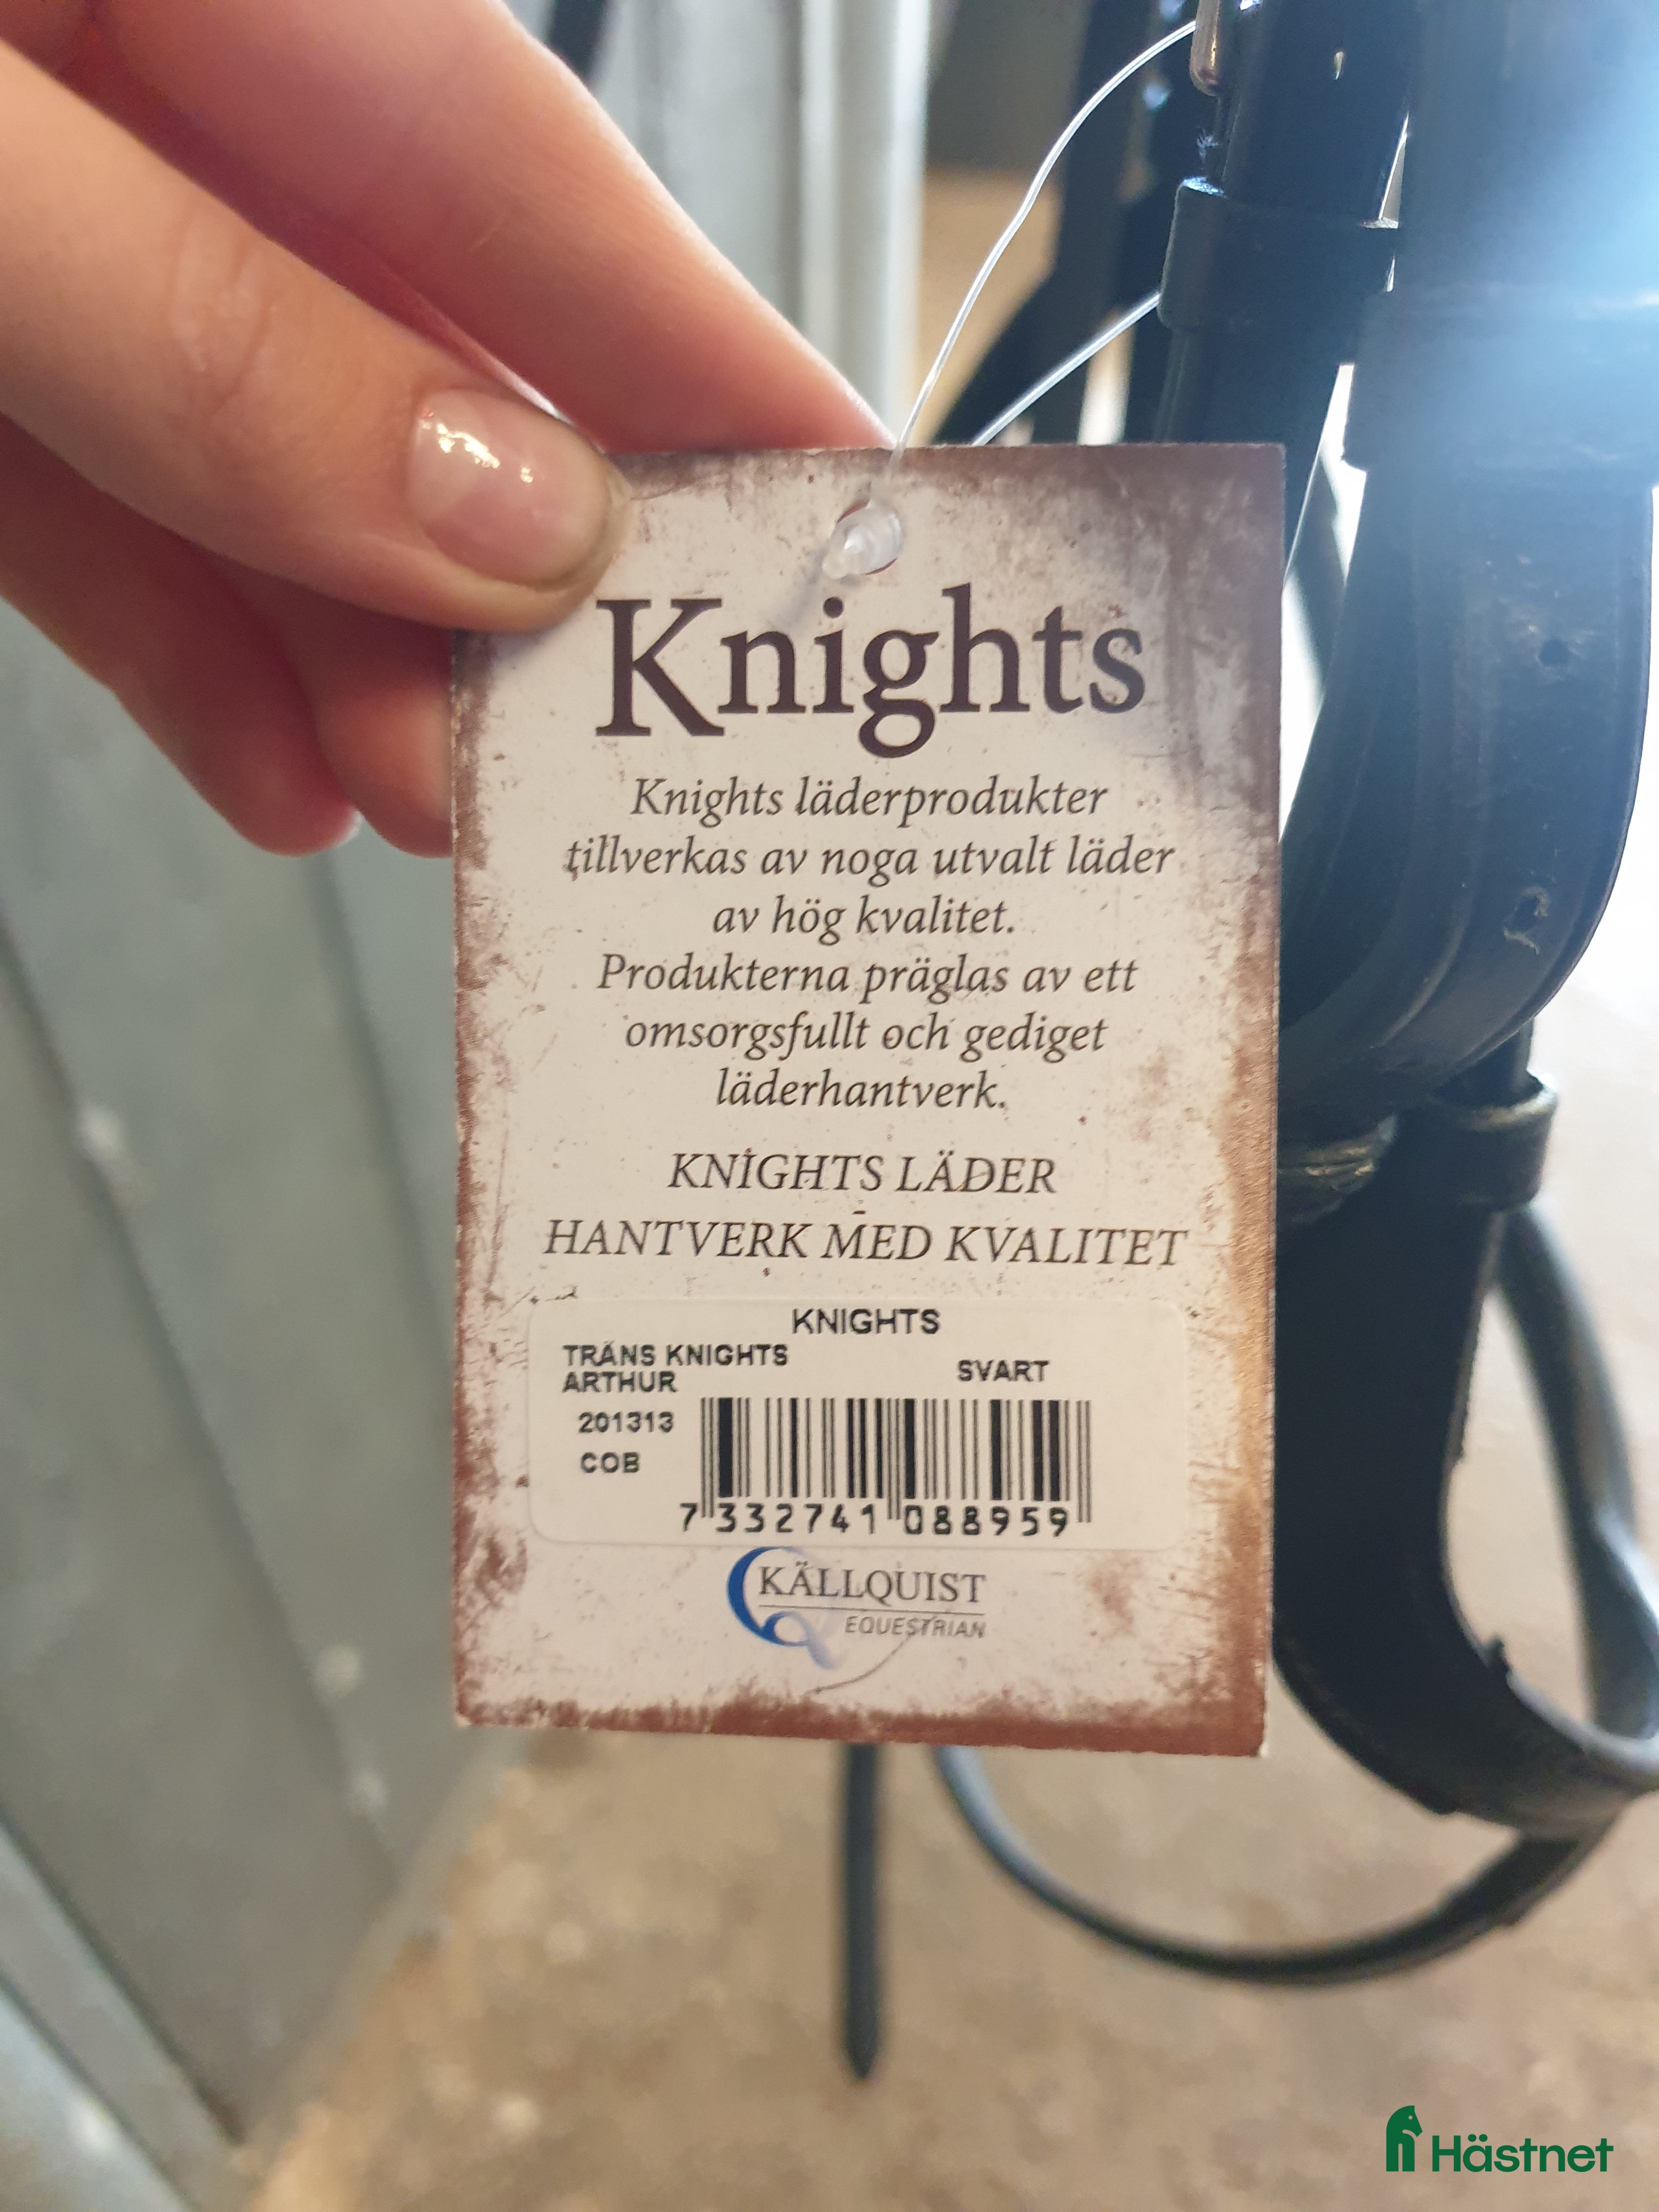 Knights
Knights läderprodukter
tillverkas av noga utvalt läder
av hög kvalitet.
Produkterna präglas av ett
omsorgsfullt och gediget
läderhantverk.
KNIGHTS LÄDER
HANTVERK MED KVALITET
KNIGHTS
TRÄNS KNIGHTS
ARTHUR
SVART
201313
COB
7 332741 088959
KÄLLQUIST
EQUESTRIAN
Hästnet